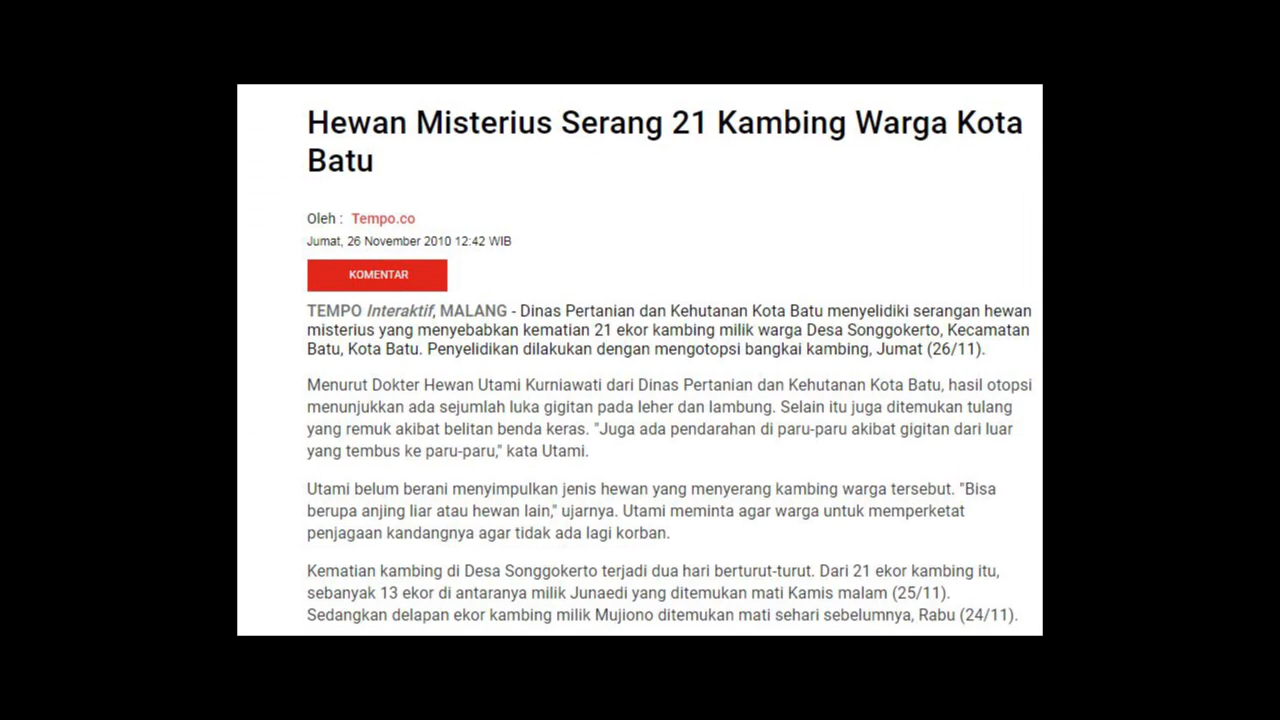 Hewan Misterius Serang 21 Kambing Warga Kota
Batu
Oleh : Tempo.co
Jumat, 26 November 2010 12:42 WIB
KOMENTAR
TEMPO Interaktif, MALANG - Dinas Pertanian dan Kehutanan Kota Batu menyelidiki serangan hewan
misterius yang menyebabkan kematian 21 ekor kambing milik warga Desa Songgokerto, Kecamatan
Batu, Kota Batu. Penyelidikan dilakukan dengan mengotopsi bangkai kambing, Jumat (26/11).
Menurut Dokter Hewan Utami Kurniawati dari Dinas Pertanian dan Kehutanan Kota Batu, hasil otopsi
menunjukkan ada sejumlah luka gigitan pada leher dan lambung. Selain itu juga ditemukan tulang
yang remuk akibat belitan benda keras. "Juga ada pendarahan di paru-paru akibat gigitan dari luar
yang tembus ke paru-paru," kata Utami.
Utami belum berani menyimpulkan jenis hewan yang menyerang kambing warga tersebut. "Bisa
berupa anjing liar atau hewan lain," ujarnya. Utami meminta agar warga untuk memperketat
penjagaan kandangnya agar tidak ada lagi korban.
Kematian kambing di Desa Songgokerto terjadi dua hari berturut-turut. Dari 21 ekor kambing itu,
sebanyak 13 ekor di antaranya milik Junaedi yang ditemukan mati Kamis malam (25/11).
Sedangkan delapan ekor kambing milik Mujiono ditemukan mati sehari sebelumnya, Rabu (24/11).